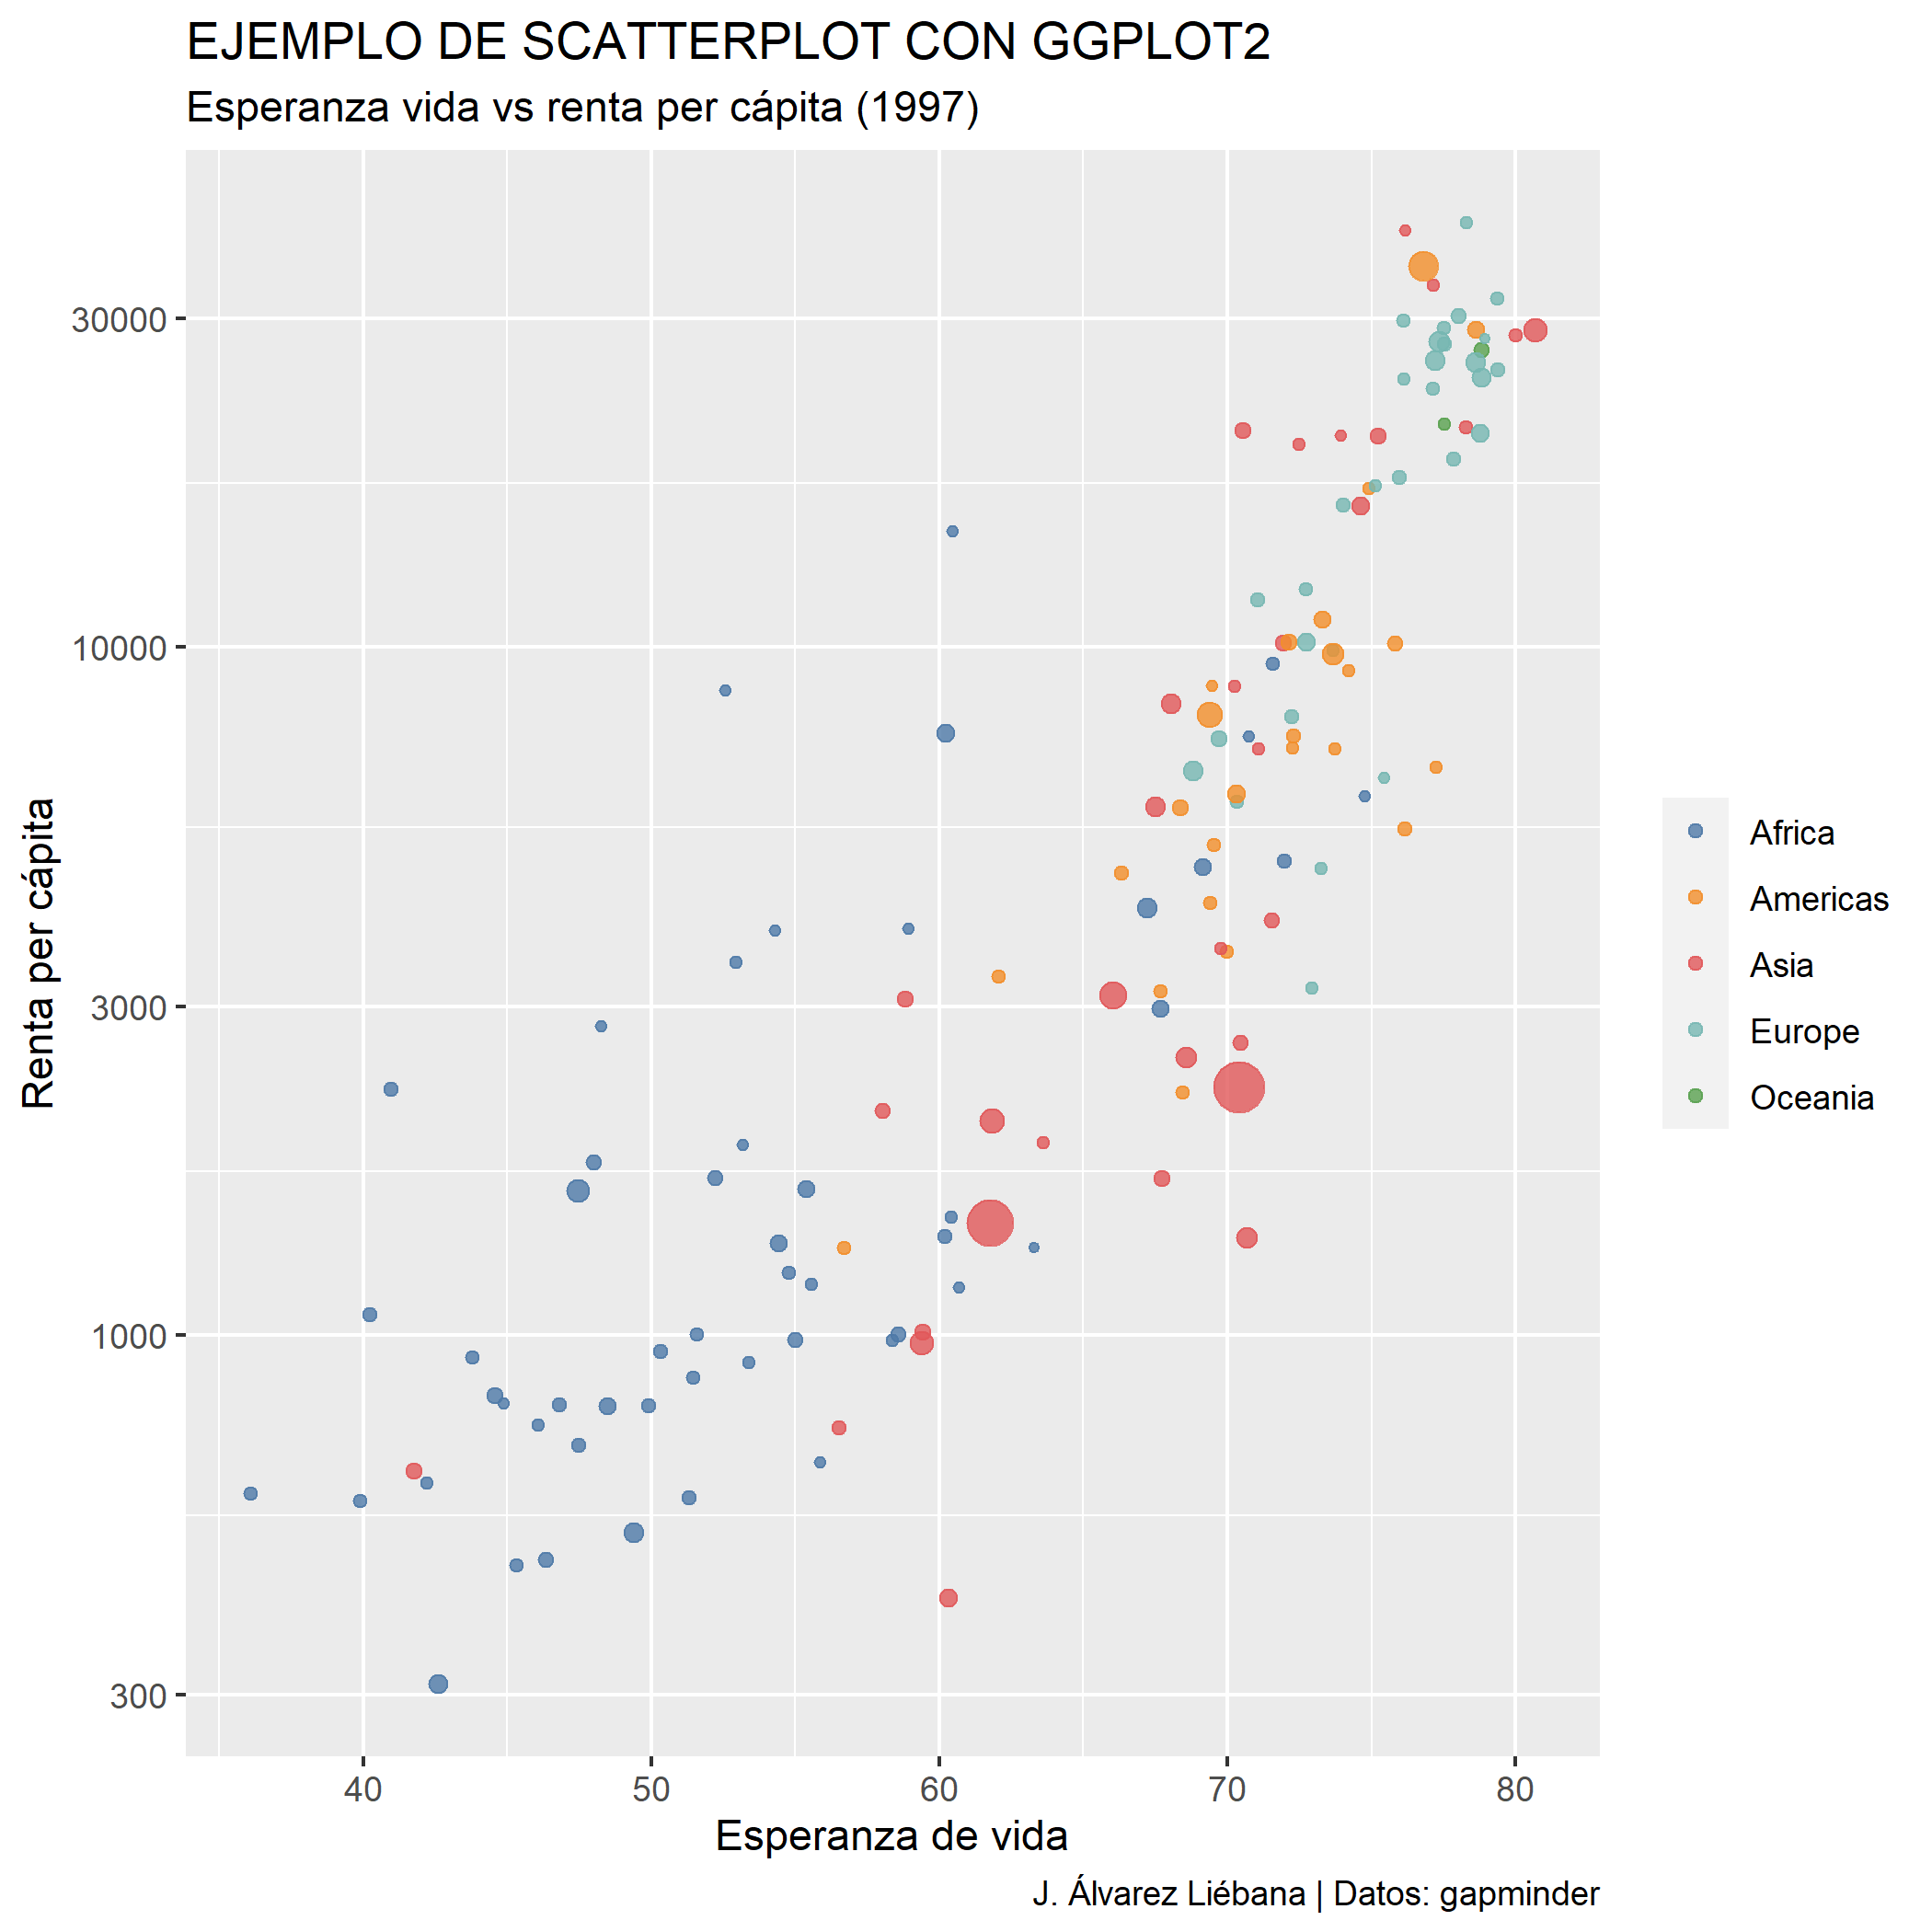 EJEMPLO DE SCATTERPLOT CON GGPLOT2
Esperanza vida vs renta per cápita (1997)
Renta per cápita
30000
10000
3000
1000
300
40 50 60 70 80
Esperanza de vida
Africa
Americas
Asia
Europe
Oceania
J. Álvarez Liébana | Datos: gapminder